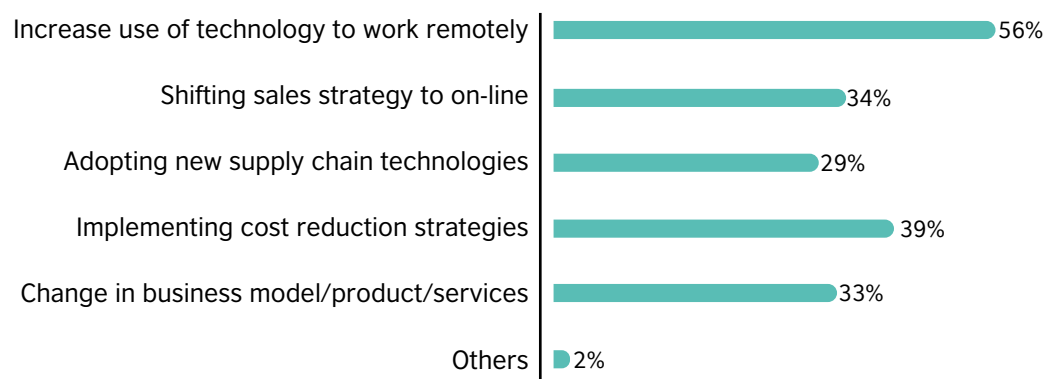 Increase use of technology to work remotely 56%
Shifting sales strategy to on-line 34%
Adopting new supply chain technologies 29%
Implementing cost reduction strategies 39%
Change in business model/product/services 33%
Others 2%